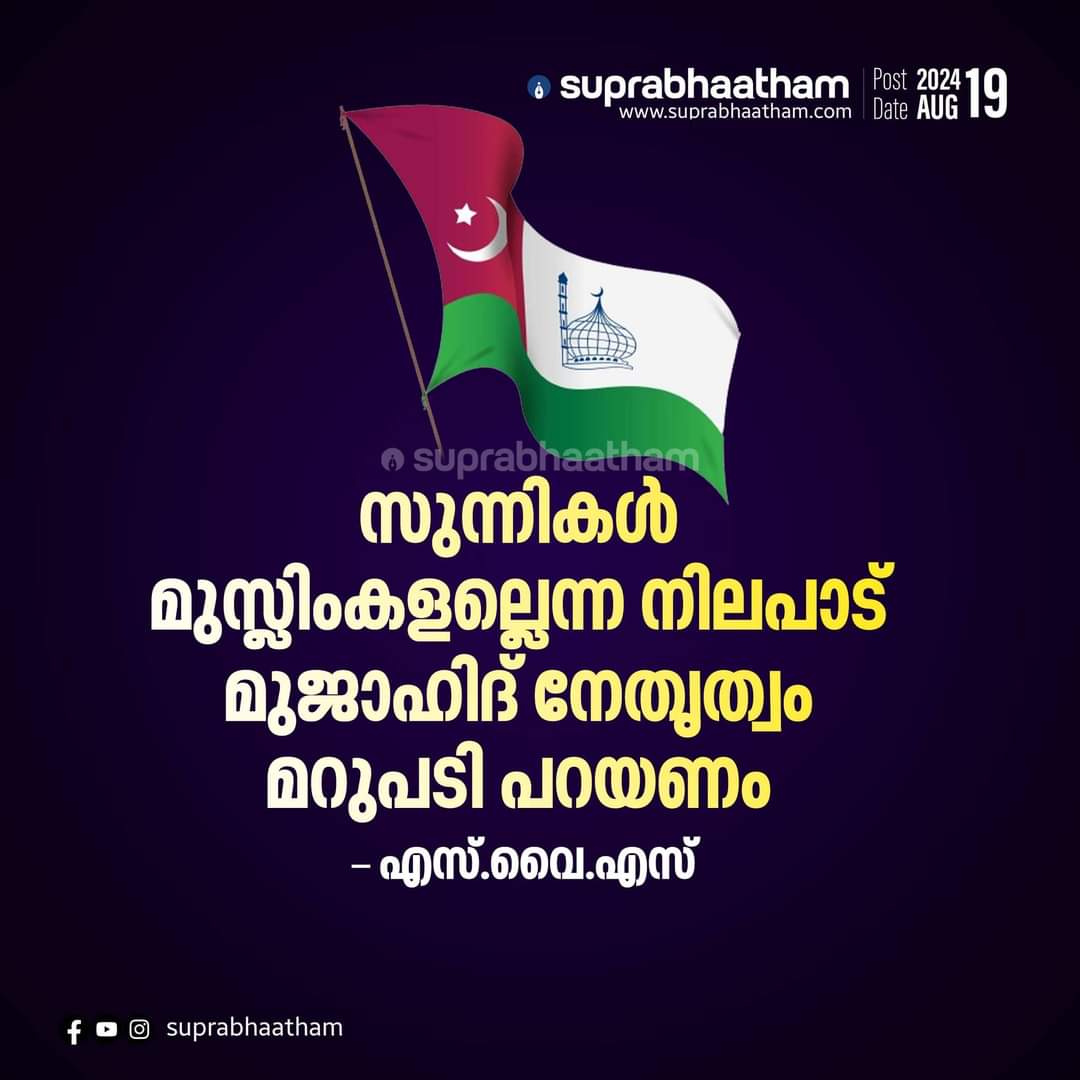 suprabhaatham
www.suprabhaatham.com
Post Date 2024 AUG 19
suprabhaatham
സുന്നികൾ
മുസ്ലിംകളല്ലെന്ന നിലപാട്
മുജാഹിദ് നേതൃത്വം
മറുപടി പറയണം
– എസ്.വൈ.എസ്
suprabhaatham